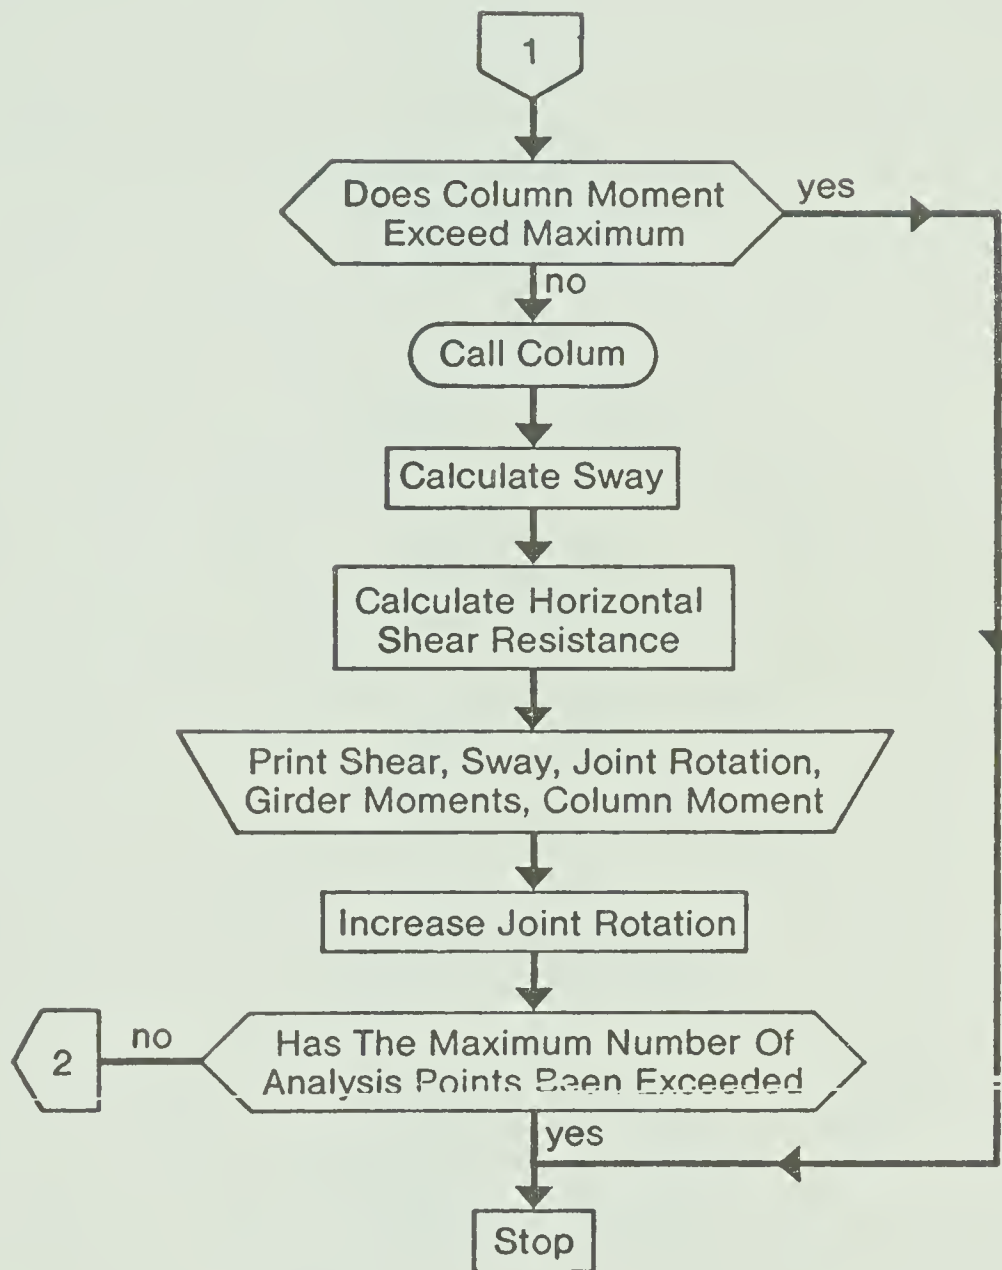 1
Does Column Moment
Exceed Maximum
yes
no
Call Colum
Calculate Sway
Calculate Horizontal
Shear Resistance
Print Shear, Sway, Joint Rotation,
Girder Moments, Column Moment
Increase Joint Rotation
2
no
Has The Maximum Number Of
Analysis Points Been Exceeded
yes
Stop